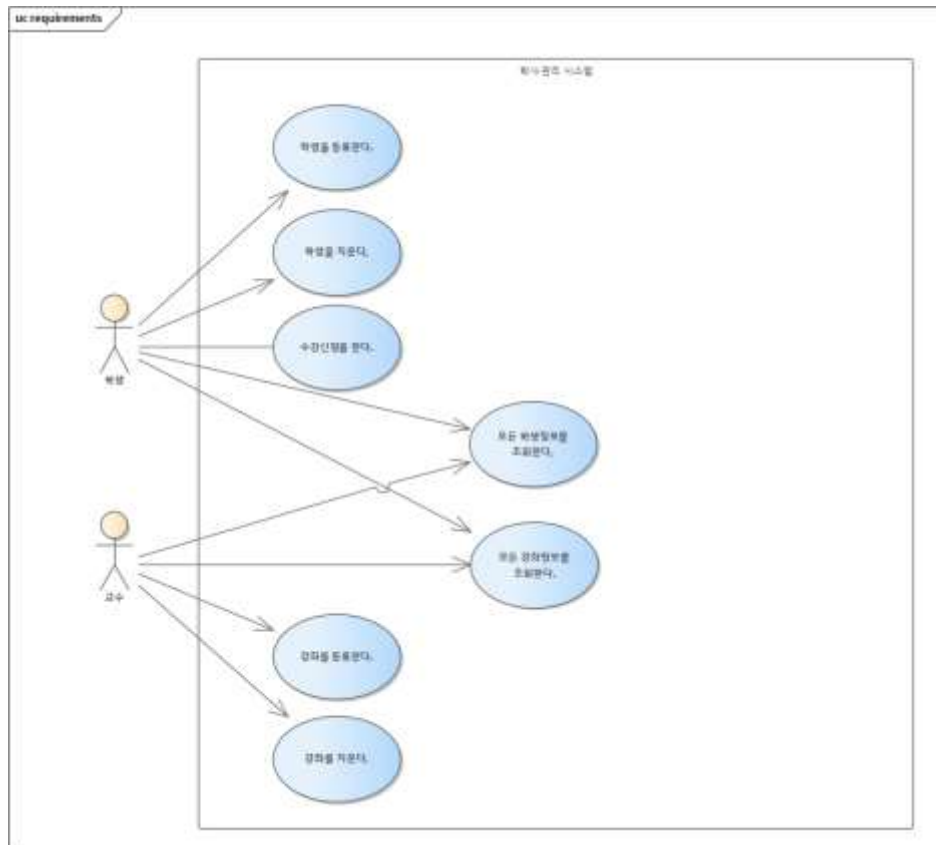 uc requirements
학사관리 시스템
학생을 등록한다.
학생을 지운다.
수강신청을 한다.
학생
모든 학생정보를
조회한다.
교수
모든 강좌정보를
조회한다.
강좌를 등록한다.
강좌를 지운다.